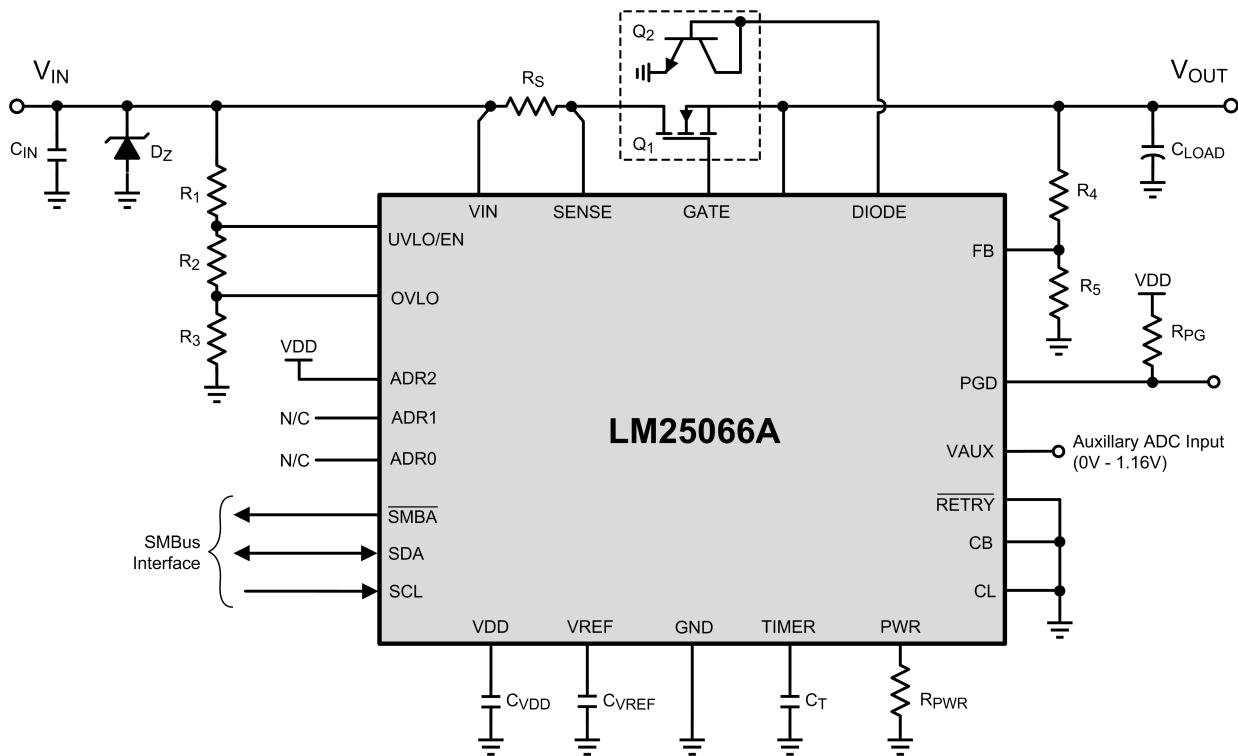 Q2
VIN
RS
VOUT
CIN
DZ
Q1
CLOAD
R1
VIN
SENSE
GATE
DIODE
R4
UVLO/EN
FB
R2
R5
VDD
OVLO
R3
RPG
VDD
ADR2
PGD
N/C
ADR1
LM25066A
N/C
ADR0
VAUX
Auxillary ADC Input
(0V - 1.16V)
RETRY
SMBA
SMBus
Interface
SDA
CB
SCL
CL
VDD
VREF
GND
TIMER
PWR
CVDD
CVREF
CT
RPWR